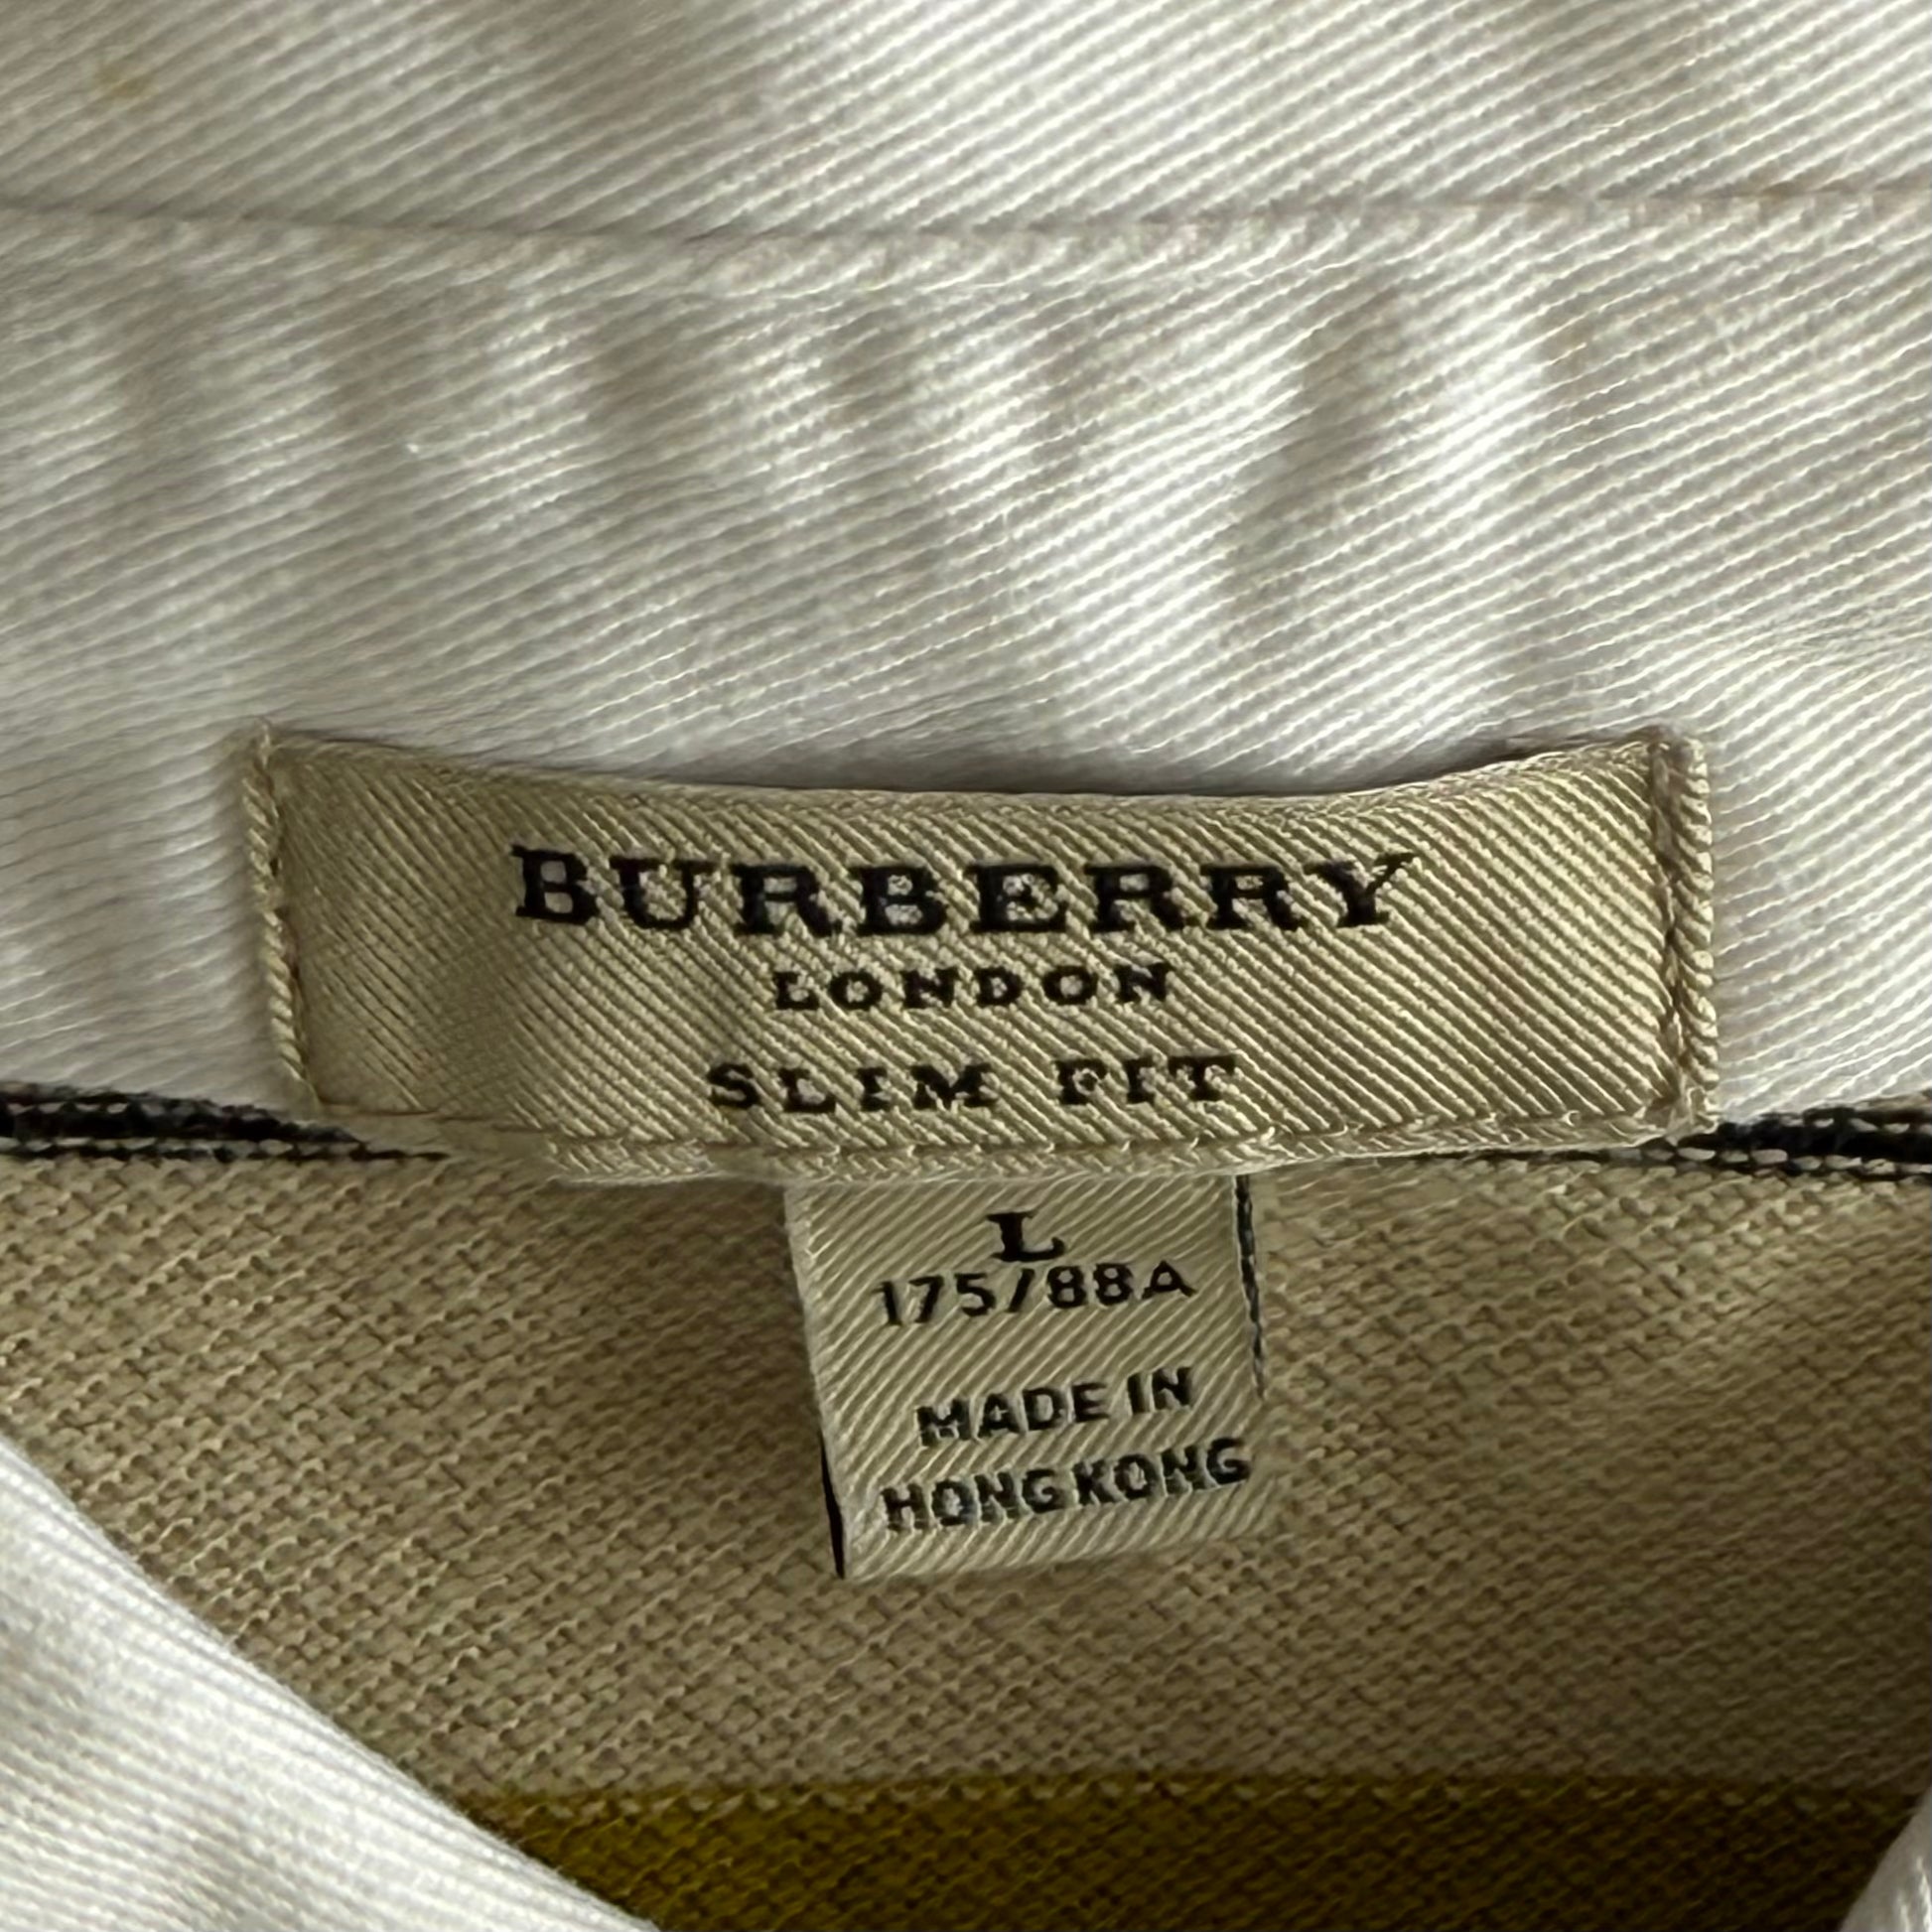 BURBERRY
LONDON
SLIM FIT
L
175/88A
MADE IN
HONG KONG